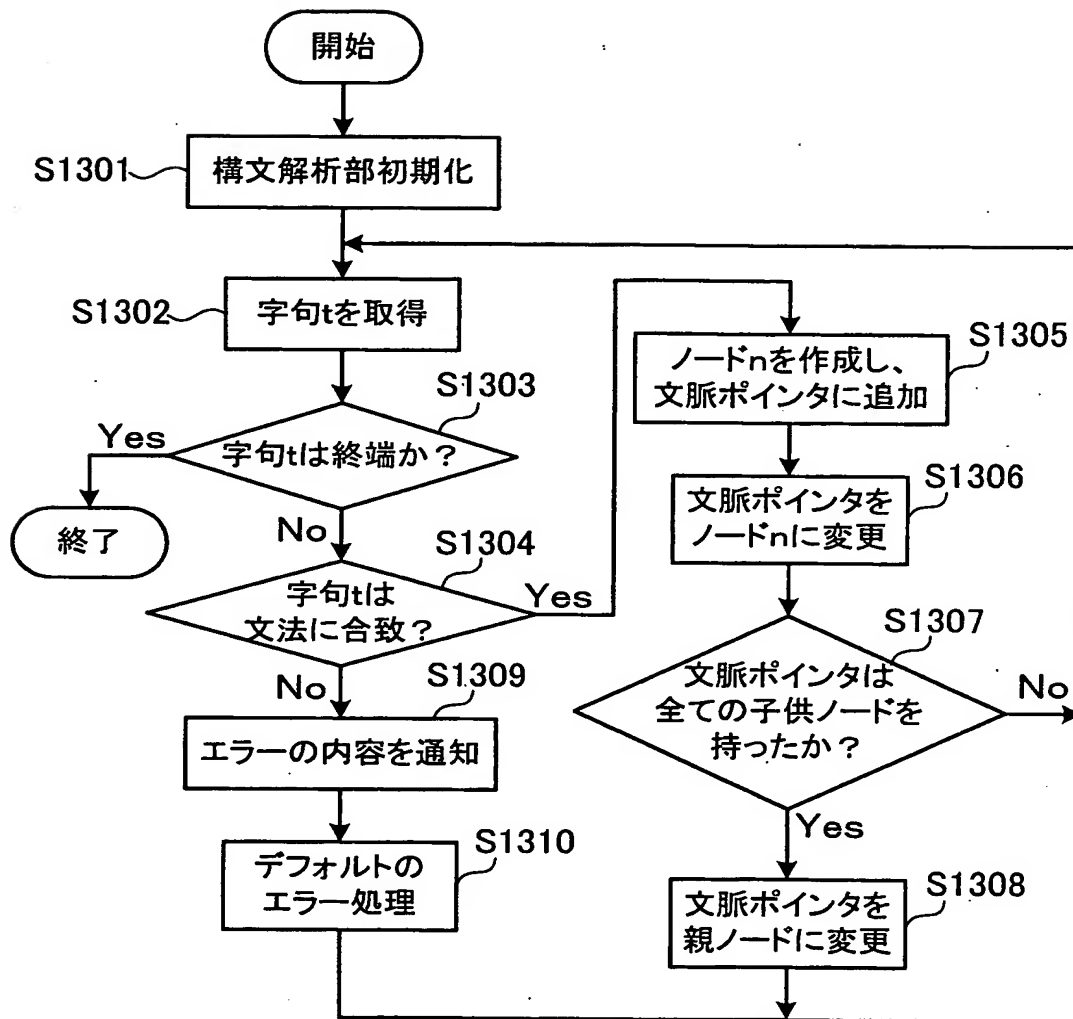 開始
S1301
構文解析部初期化
S1302
字句tを取得
S1303
字句tは終端か？
Yes
終了
No
S1304
字句tは
文法に合致？
Yes
No
S1309
エラーの内容を通知
S1310
デフォルトの
エラー処理
S1305
ノードnを作成し、
文脈ポインタに追加
S1306
文脈ポインタを
ノードnに変更
S1307
文脈ポインタは
全ての子供ノードを
持ったか？
No
Yes
S1308
文脈ポインタを
親ノードに変更